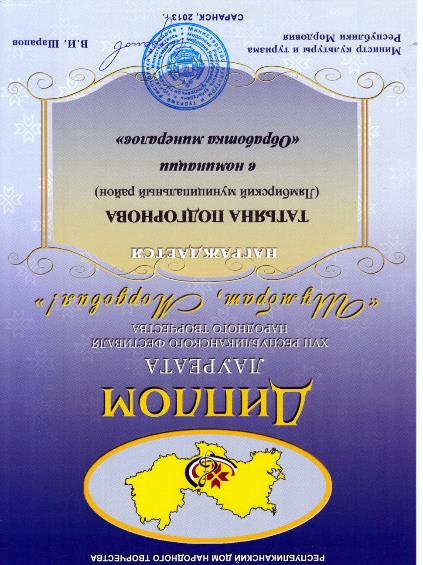 РЕСПУБЛИКАНСКИЙ ДОМ НАРОДНОГО ТВОРЧЕСТВА
ДИПЛОМ
ЛАУРЕАТА
XVII РЕСПУБЛИКАНСКОГО ФЕСТИВАЛЯ
НАРОДНОГО ТВОРЧЕСТВА
"Шумбрат, Мордовия!"
НАГРАЖДАЕТСЯ
ТАТЬЯНА ПОДГОРНОВА
(Лямбирский муниципальный район)
в номинации
«Обработка минералов»
Министр культуры и туризма
Республики Мордовия
В.И. Шарапов
САРАНСК, 2013 г.